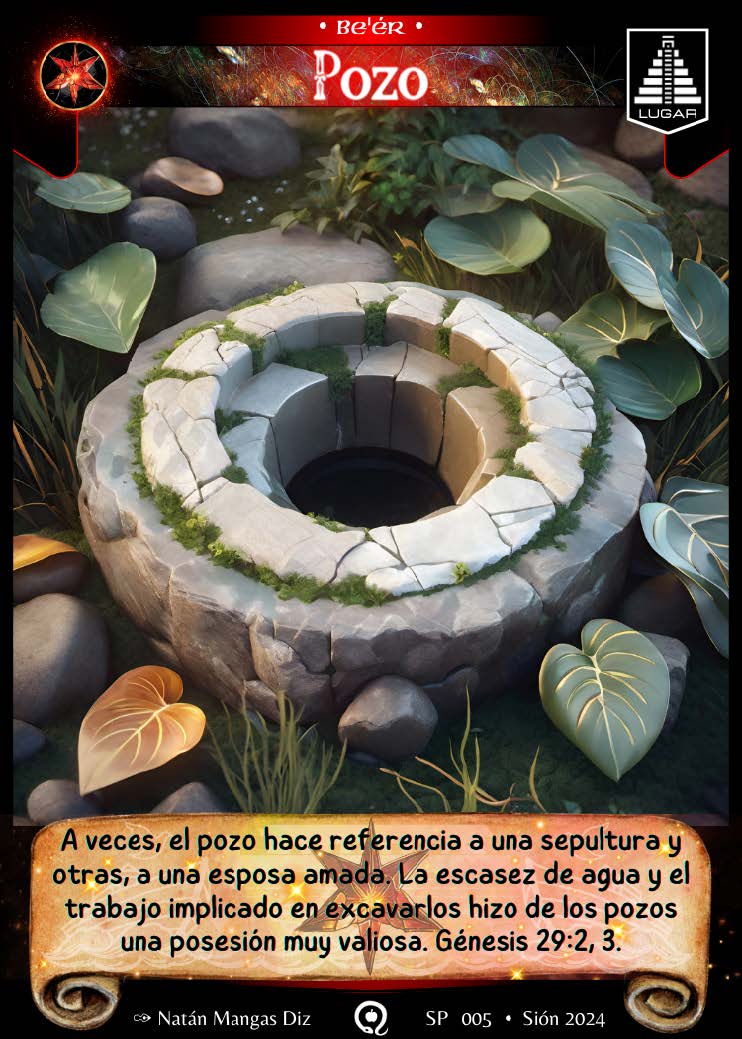 • Be'ér •
Pozo
LUGAR
A veces, el pozo hace referencia a una sepultura y
otras, a una esposa amada. La escasez de agua y el
trabajo implicado en excavarlos hizo de los pozos
una posesión muy valiosa. Génesis 29:2, 3.
Natán Mangas Diz
SP 005 • Sión 2024